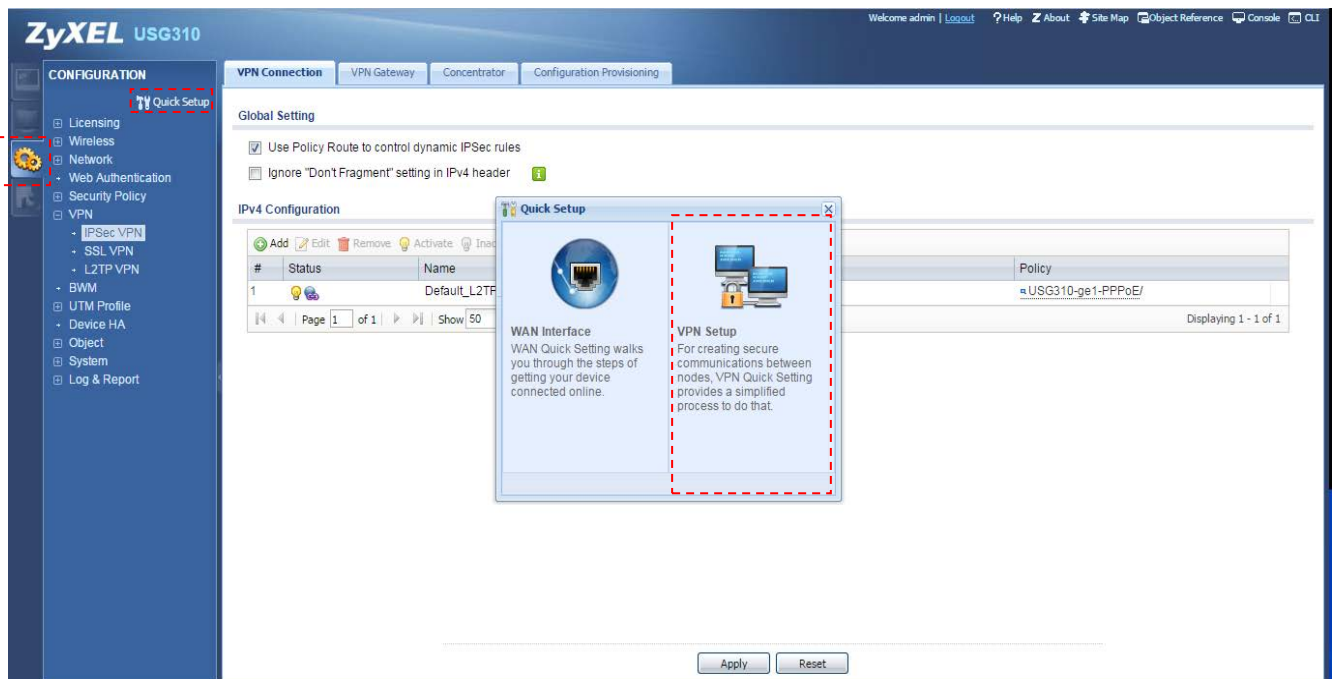 ZyXEL USG310
Welcome admin | Logout ?Help Z About Site Map Object Reference Console CLI
CONFIGURATION
Quick Setup
Licensing
Wireless
Network
Web Authentication
Security Policy
VPN
IPSec VPN
SSL VPN
L2TP VPN
BWM
UTM Profile
Device HA
Object
System
Log & Report
VPN Connection VPN Gateway Concentrator Configuration Provisioning
Global Setting
Use Policy Route to control dynamic IPSec rules
Ignore "Don't Fragment" setting in IPv4 header
IPv4 Configuration
Add Edit Remove Activate
# Status Name Policy
1 Default_L2TP USG310-ge1-PPPoE/
Page 1 of 1 Show 50 Displaying 1 - 1 of 1
Quick Setup
WAN Interface
WAN Quick Setting walks
you through the steps of
getting your device
connected online.
VPN Setup
For creating secure
communications between
nodes, VPN Quick Setting
provides a simplified
process to do that.
Apply Reset